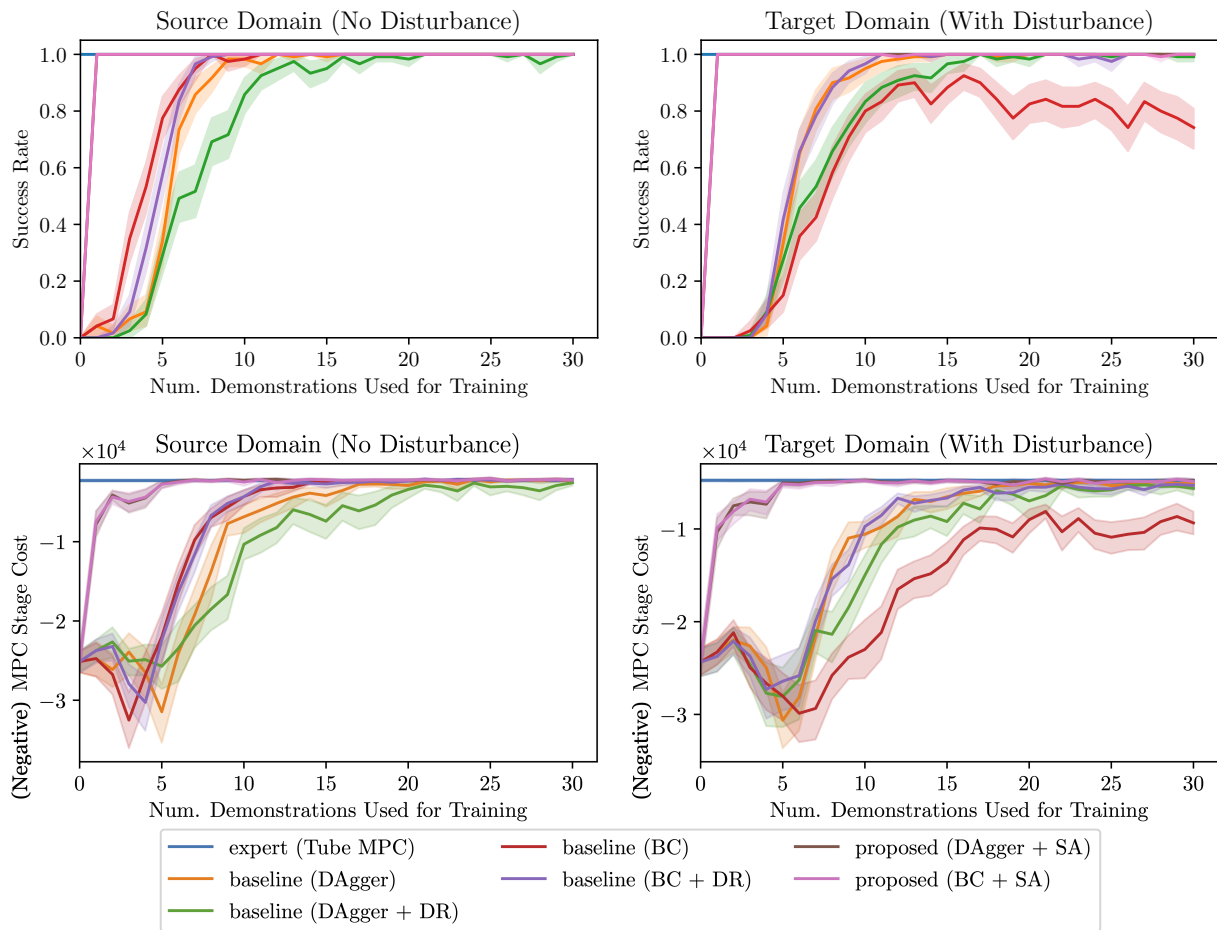 Source Domain (No Disturbance)
1.0
0.8
0.6
0.4
0.2
0.0
Success Rate
0 5 10 15 20 25 30
Num. Demonstrations Used for Training
Target Domain (With Disturbance)
1.0
0.8
0.6
0.4
0.2
0.0
Success Rate
0 5 10 15 20 25 30
Num. Demonstrations Used for Training
×10⁴
Source Domain (No Disturbance)
−1
−2
−3
(Negative) MPC Stage Cost
0 5 10 15 20 25 30
Num. Demonstrations Used for Training
×10⁴
Target Domain (With Disturbance)
−1
−2
−3
(Negative) MPC Stage Cost
0 5 10 15 20 25 30
Num. Demonstrations Used for Training
expert (Tube MPC)
baseline (DAgger)
baseline (DAgger + DR)
baseline (BC)
baseline (BC + DR)
proposed (DAgger + SA)
proposed (BC + SA)